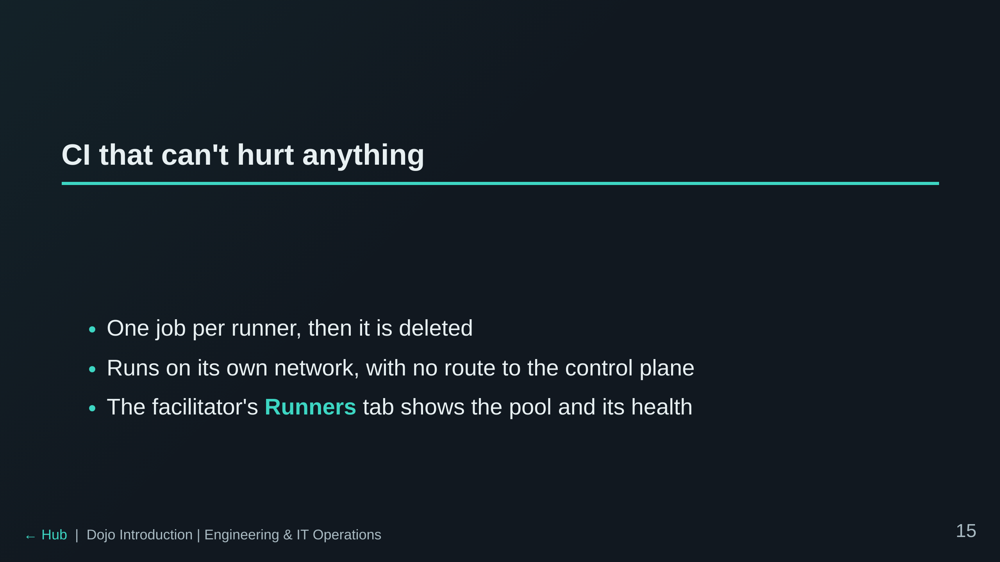 CI that can't hurt anything
• One job per runner, then it is deleted
• Runs on its own network, with no route to the control plane
• The facilitator's Runners tab shows the pool and its health
← Hub | Dojo Introduction | Engineering & IT Operations
15